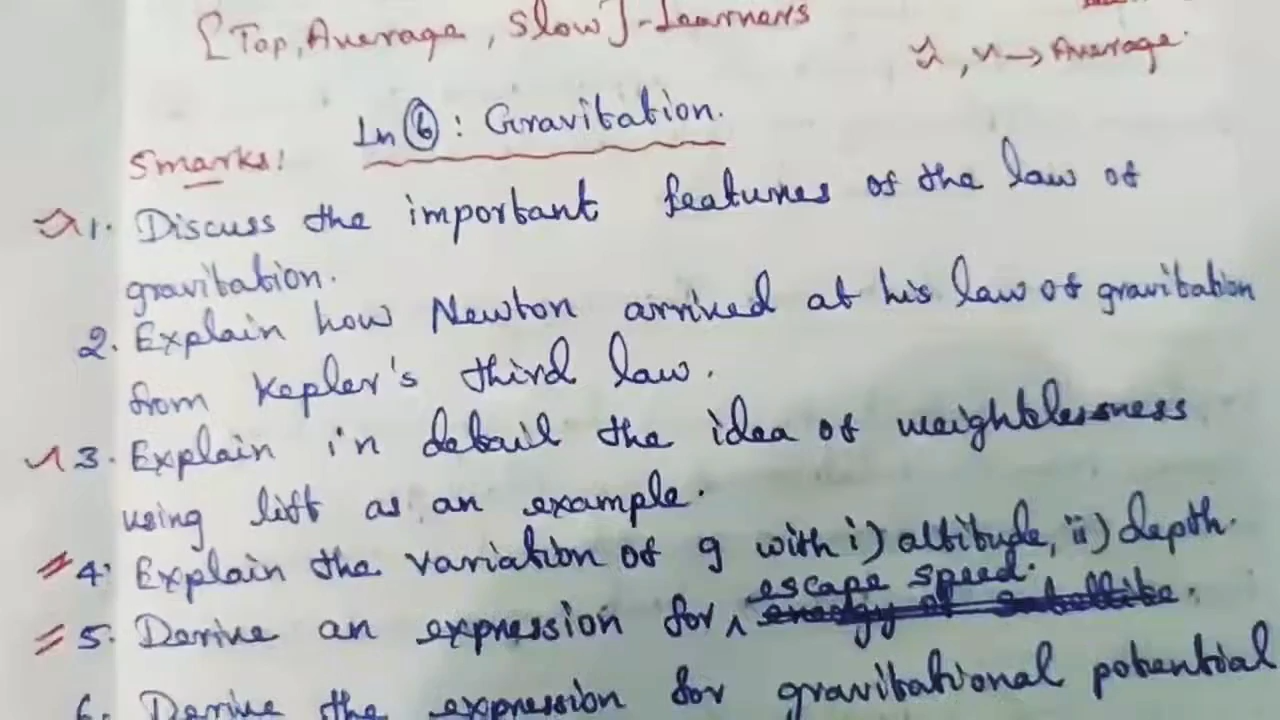 [Top, Average, Slow] - Learners
→ Average.
Ln 6 : Gravitation.
5marks:
1. Discuss the important features of the law of
gravitation.
2. Explain how Newton arrived at his law of gravitation
from Kepler's third law.
3. Explain in detail the idea of weightlessness
using lift as an example.
4. Explain the variation of g with i) altitude, ii) depth.
escape speed.
5. Derive an expression for ^ energy of satellite.
6. Derive the expression for gravitational potential